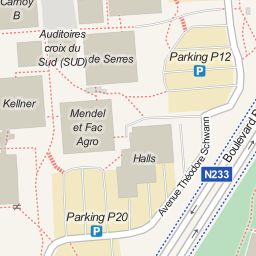 Carnoy
B
Auditoires
croix du
Sud (SUD)
de Serres
Parking P12
P
Kellner
Mendel
et Fac
Agro
Halls
Avenue Théodore Schwann
N233
Boulevard
Parking P20
P